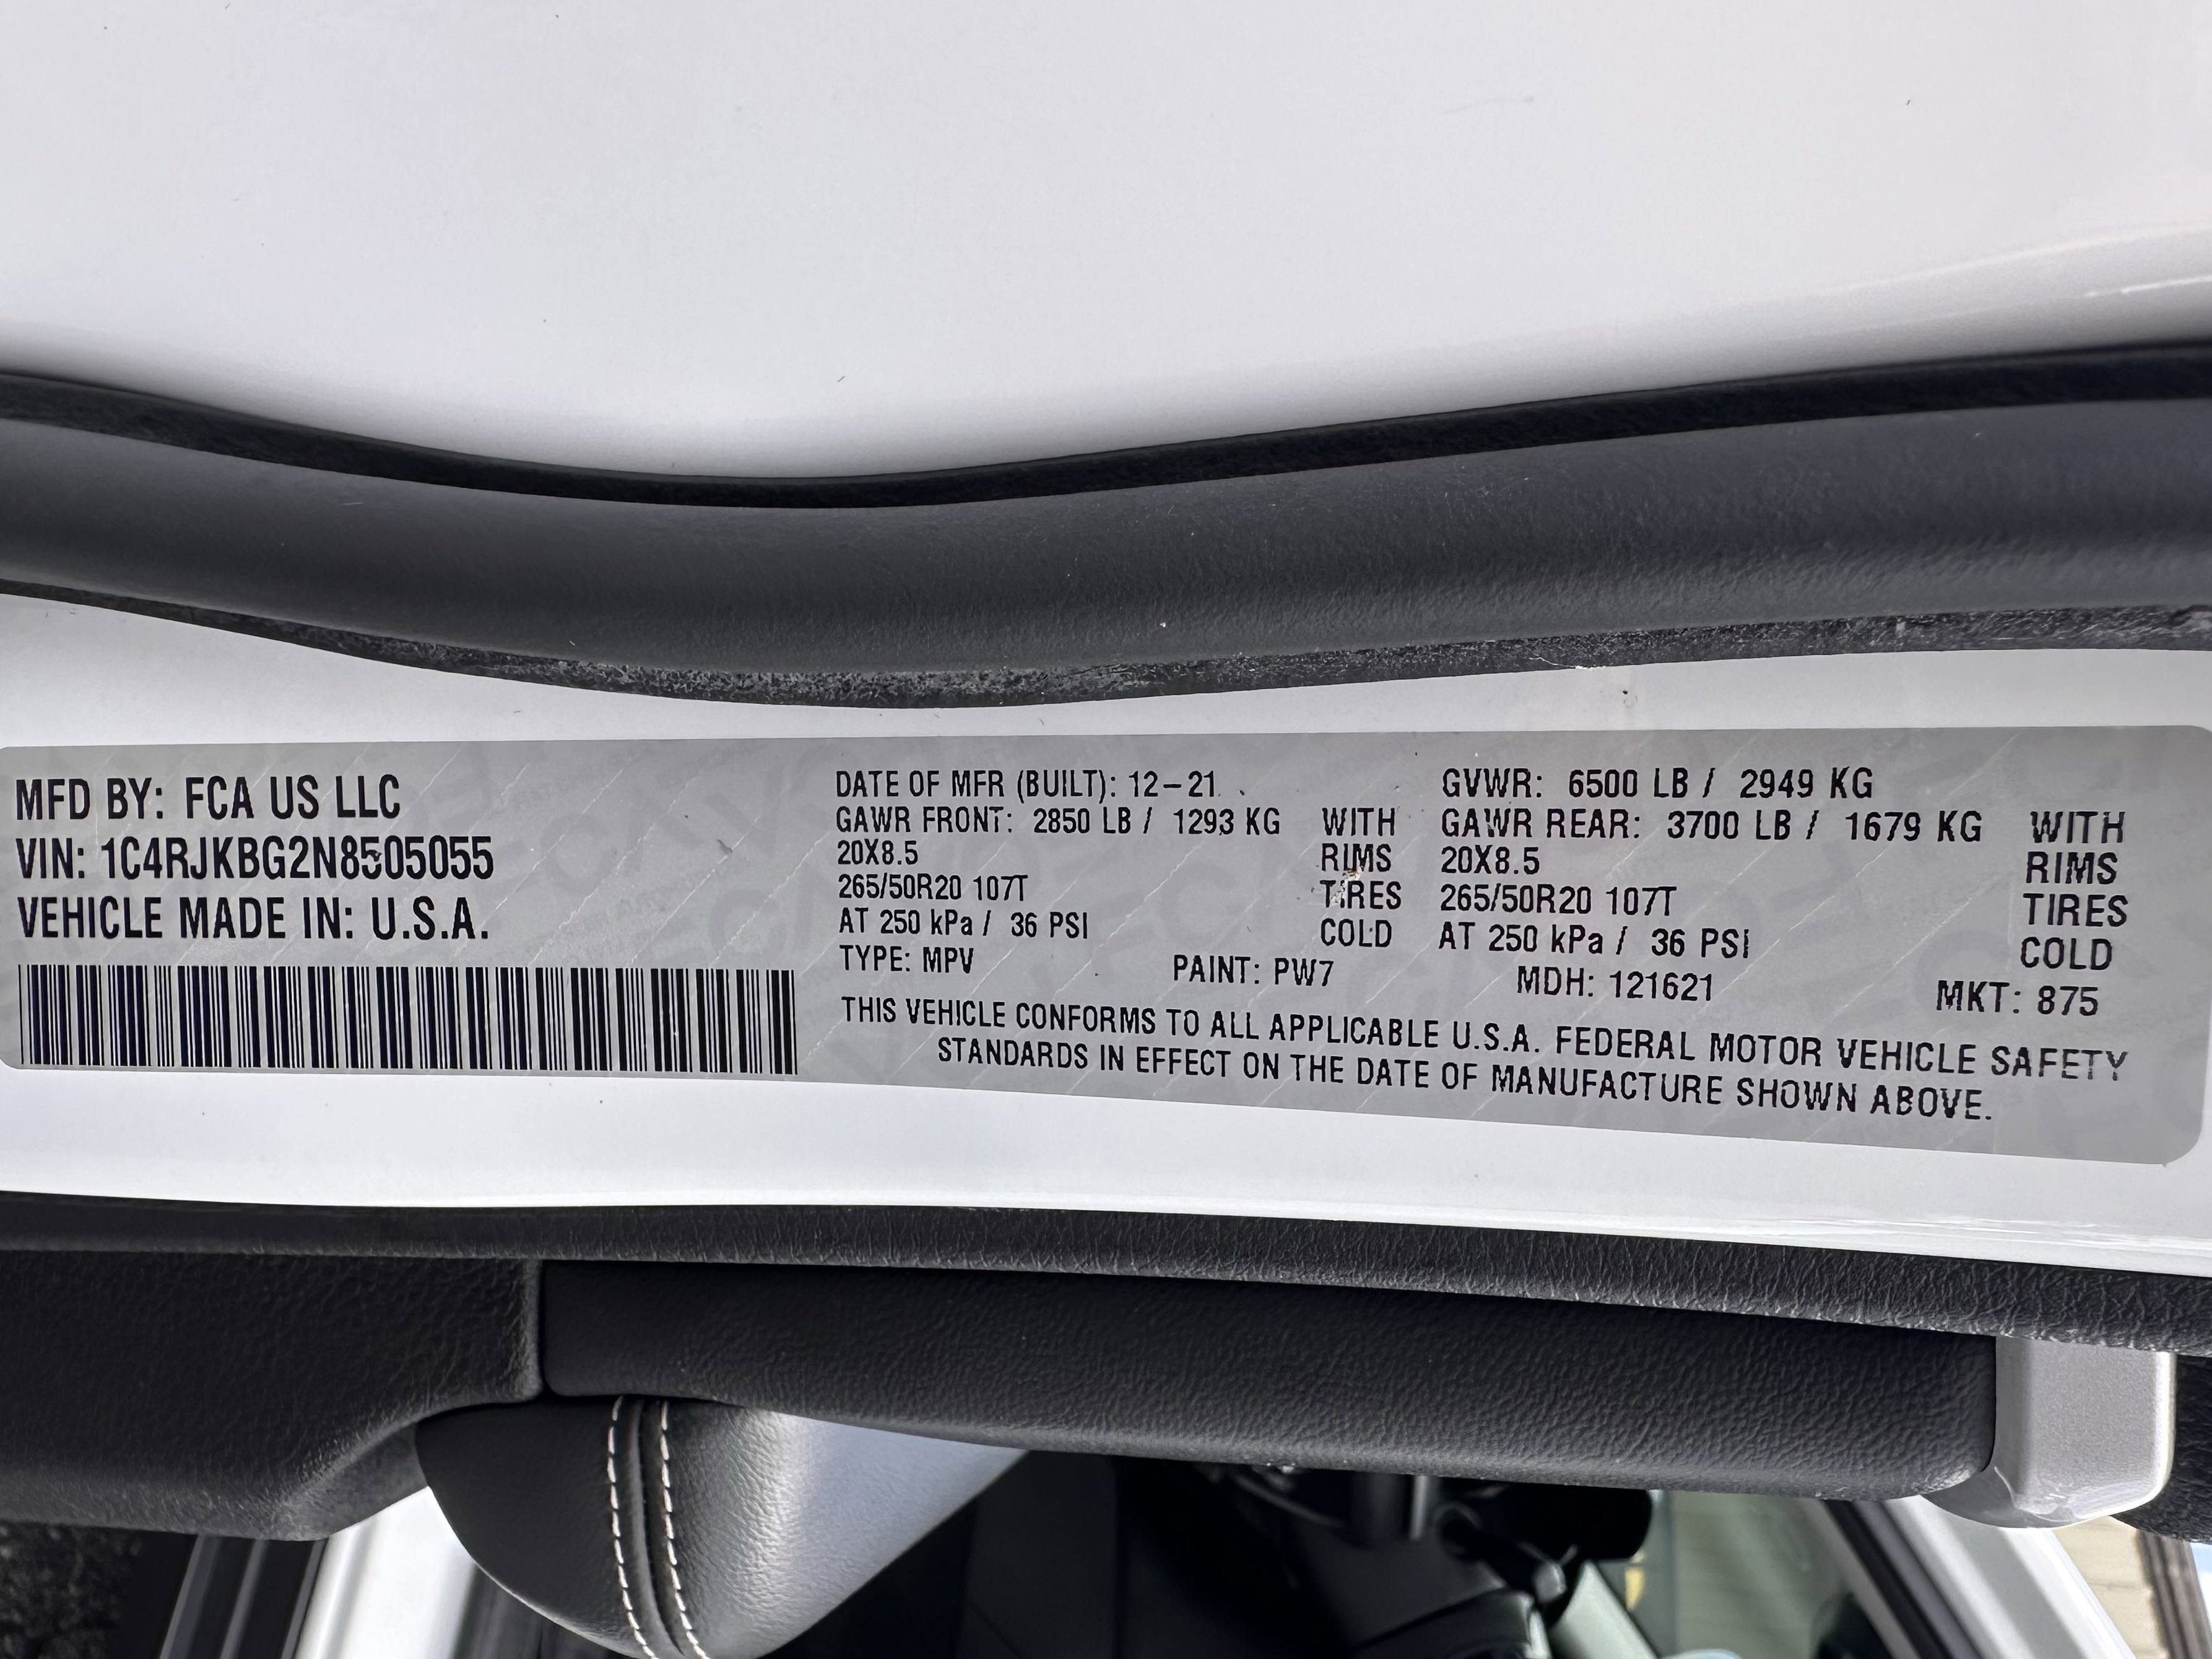 MFD BY: FCA US LLC
VIN: 1C4RJKBG2N8505055
VEHICLE MADE IN: U.S.A.
DATE OF MFR (BUILT): 12-21
GVWR: 6500 LB / 2949 KG
GAWR FRONT: 2850 LB / 1293 KG WITH
20X8.5 RIMS
265/50R20 107T TIRES
AT 250 kPa / 36 PSI COLD
GAWR REAR: 3700 LB / 1679 KG WITH
20X8.5 RIMS
265/50R20 107T TIRES
AT 250 kPa / 36 PSI COLD
TYPE: MPV PAINT: PW7 MDH: 121621 MKT: 875
THIS VEHICLE CONFORMS TO ALL APPLICABLE U.S.A. FEDERAL MOTOR VEHICLE SAFETY
STANDARDS IN EFFECT ON THE DATE OF MANUFACTURE SHOWN ABOVE.